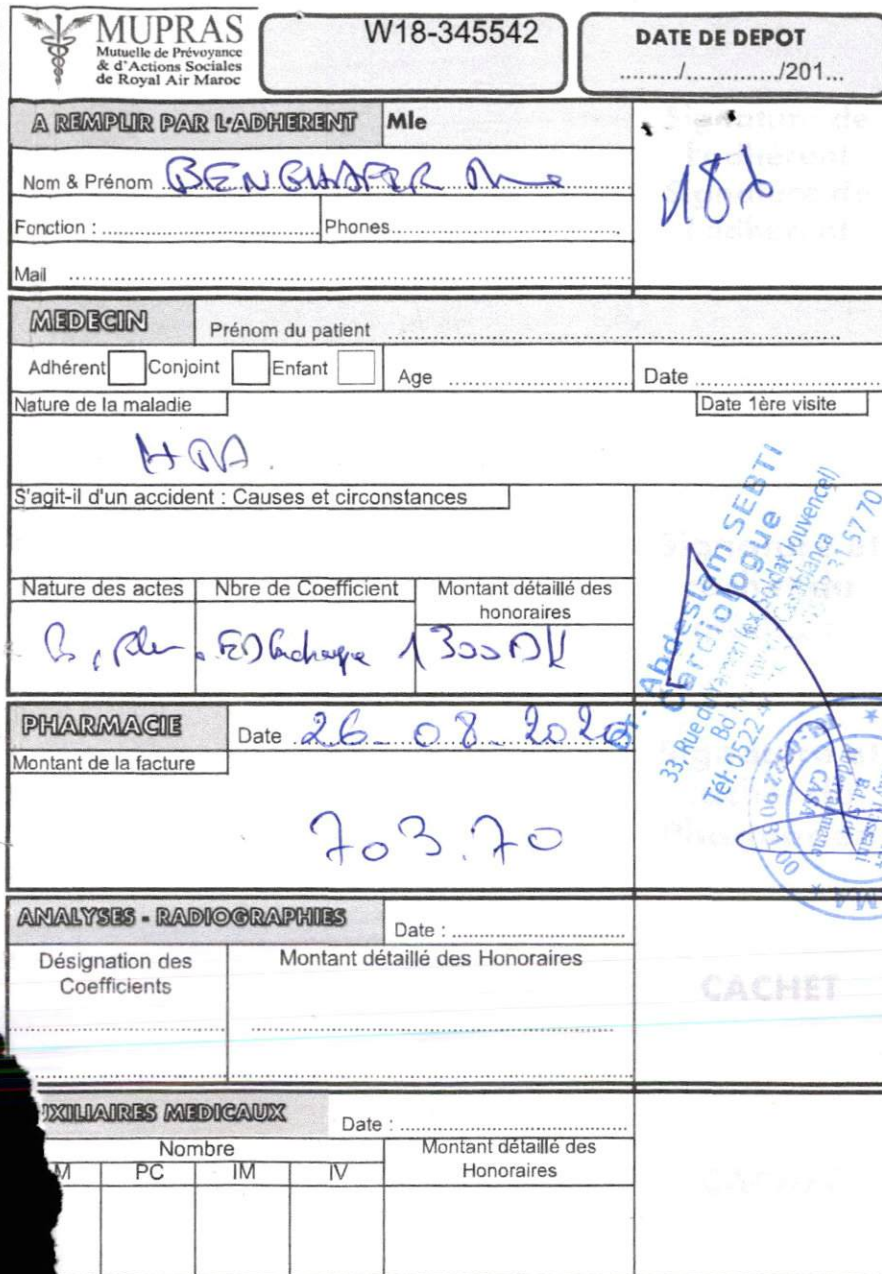 MUPRAS
Mutuelle de Prévoyance
& d'Actions Sociales
de Royal Air Maroc
W18-345542
DATE DE DEPOT
........./............../201...
A REMPLIR PAR L'ADHERENT Mle
Nom & Prénom
Fonction : Phones
Mail
MEDECIN Prénom du patient
Adhérent Conjoint Enfant Age Date
Nature de la maladie Date 1ère visite
HTA.
S'agit-il d'un accident : Causes et circonstances
Dr. Abdeslam SEBTI
Cardiologue
Nature des actes Nbre de Coefficient Montant détaillé des
honoraires
1300 DH
PHARMACIE Date 26-08-2020
Montant de la facture
703.70
ANALYSES - RADIOGRAPHIES Date :
Désignation des Montant détaillé des Honoraires
Coefficients
CACHET
UXILIAIRES MEDICAUX Date :
Nombre Montant détaillé des
M PC IM IV Honoraires